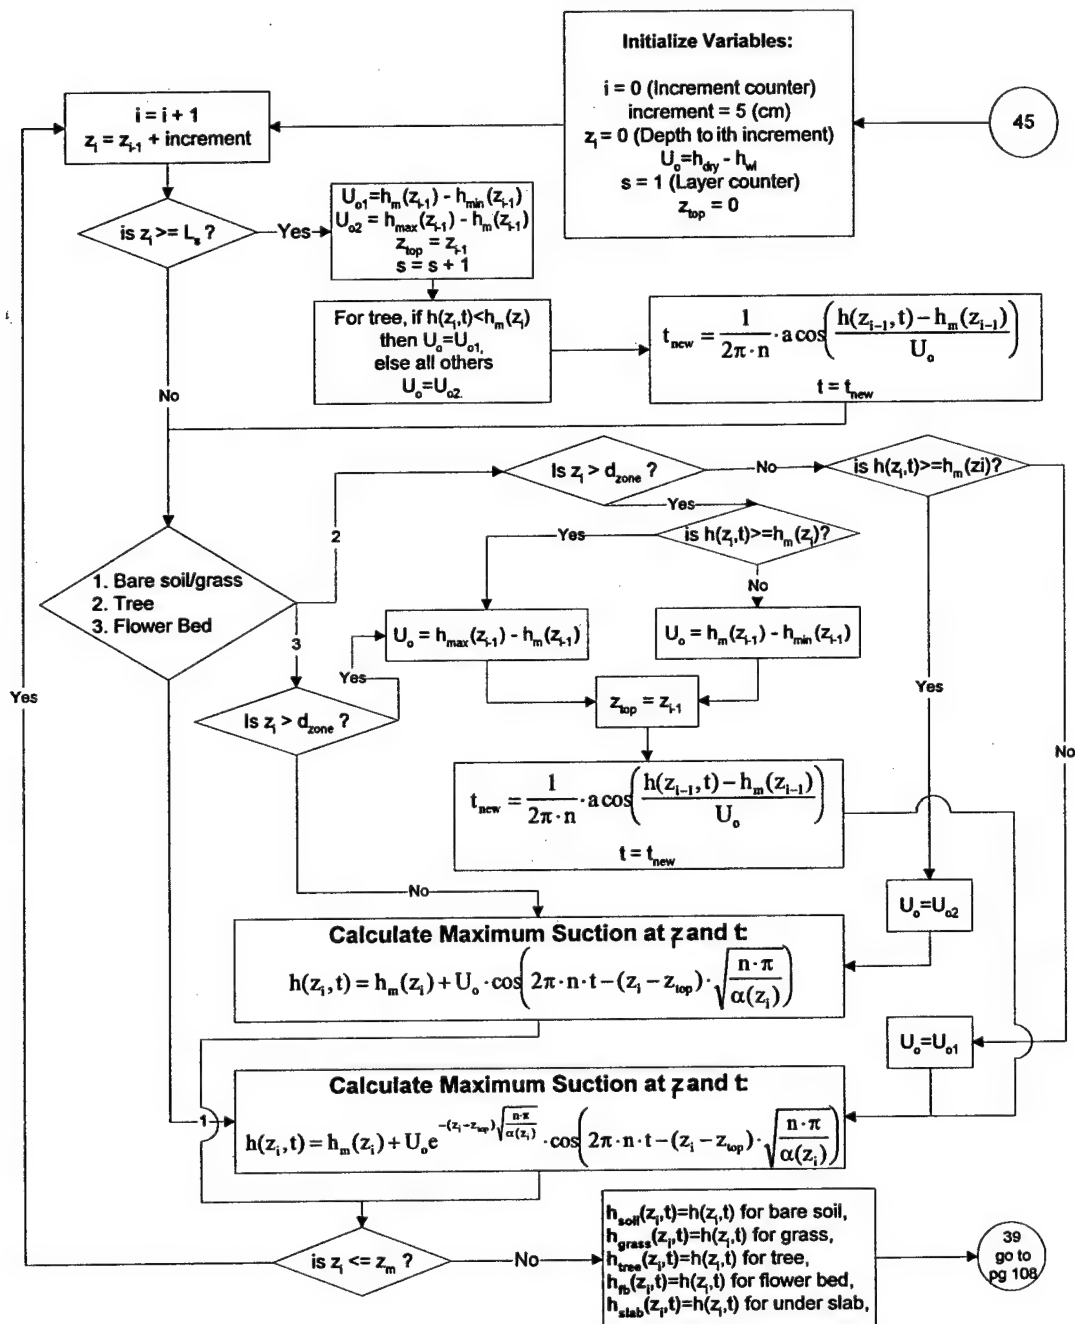 Initialize Variables:
i = 0 (Increment counter)
increment = 5 (cm)
z_i = 0 (Depth to ith increment)
U_o=h_dry - h_wl
s = 1 (Layer counter)
z_top = 0
45
i = i + 1
z_i = z_i-1 + increment
is z_i >= L_s ?
Yes
U_o1=h_m(z_i-1) - h_min(z_i-1)
U_o2 = h_max(z_i-1) - h_m(z_i-1)
z_top = z_i-1
s = s + 1
For tree, if h(z_i,t)<h_m(z_i)
then U_o=U_o1,
else all others
U_o=U_o2.
t_new = 1/(2π·n) · a cos((h(z_i-1,t) − h_m(z_i-1))/U_o)
t = t_new
No
Is z_i > d_zone ?
No
is h(z_i,t)>=h_m(zi)?
Yes
is h(z_i,t)>=h_m(z_i)?
Yes
2
No
1. Bare soil/grass
2. Tree
3. Flower Bed
3
U_o = h_max(z_i-1) - h_m(z_i-1)
U_o = h_m(z_i-1) - h_min(z_i-1)
Yes
Yes
Yes
Is z_i > d_zone ?
z_top = z_i-1
No
t_new = 1/(2π·n) · a cos((h(z_i-1,t) − h_m(z_i-1))/U_o)
t = t_new
No
U_o=U_o2
Calculate Maximum Suction at z_i and t:
h(z_i,t) = h_m(z_i) + U_o · cos(2π·n·t − (z_i − z_top)·√(n·π/α(z_i)))
U_o=U_o1
Calculate Maximum Suction at z_i and t:
1
h(z_i,t) = h_m(z_i) + U_o e^(−(z_i−z_top)√(n·π/α(z_i))) · cos(2π·n·t − (z_i − z_top)·√(n·π/α(z_i)))
is z_i <= z_m ?
No
h_soil(z_i,t)=h(z_i,t) for bare soil,
h_grass(z_i,t)=h(z_i,t) for grass,
h_tree(z_i,t)=h(z_i,t) for tree,
h_fb(z_i,t)=h(z_i,t) for flower bed,
h_slab(z_i,t)=h(z_i,t) for under slab,
39
go to
pg 108